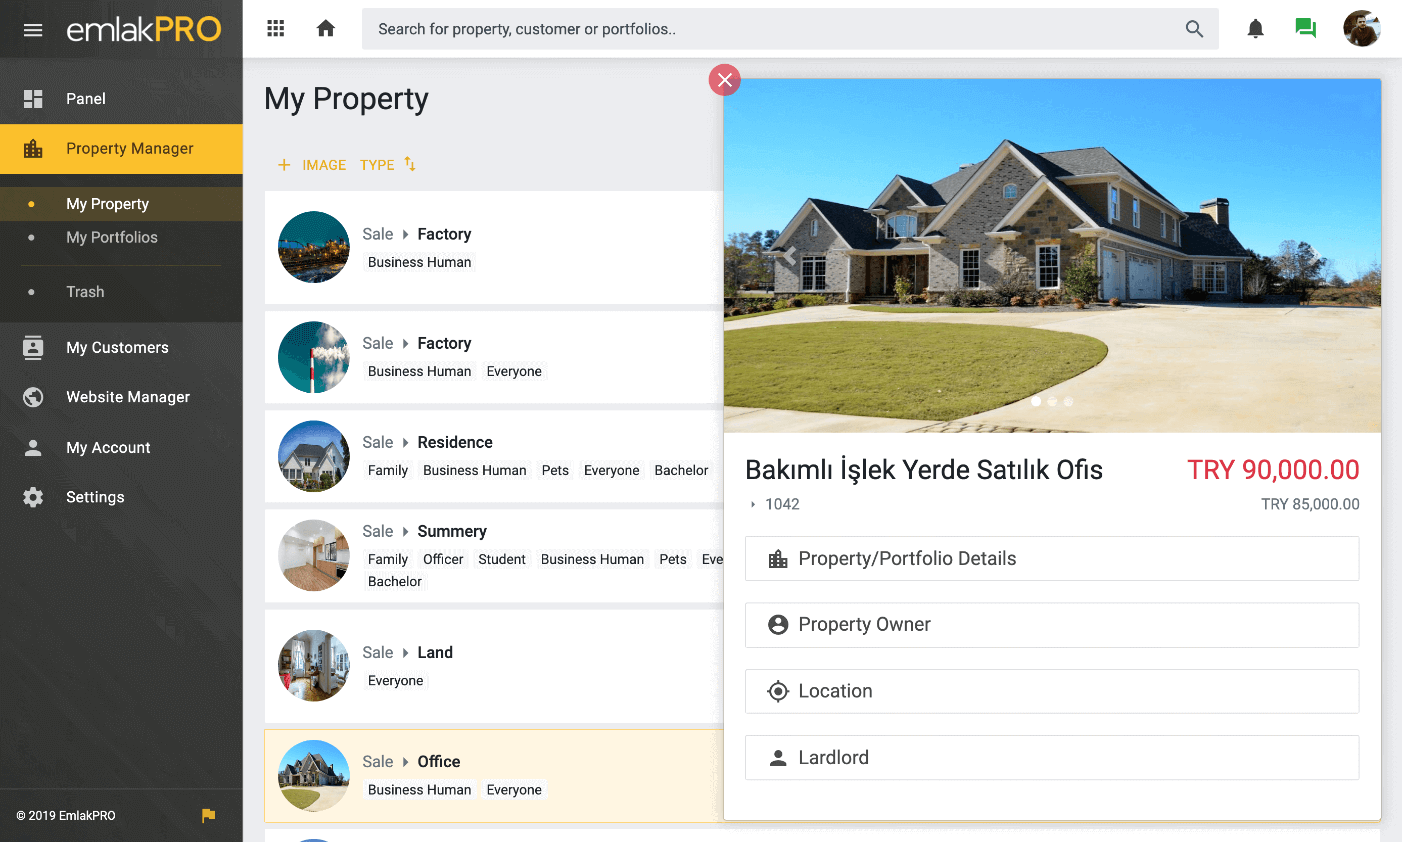 emlakPRO
Search for property, customer or portfolios..
Panel
Property Manager
My Property
My Portfolios
Trash
My Customers
Website Manager
My Account
Settings
© 2019 EmlakPRO
My Property
IMAGE TYPE
Sale Factory
Business Human
Sale Factory
Business Human Everyone
Sale Residence
Family Business Human Pets Everyone Bachelor
Sale Summery
Family Officer Student Business Human Pets Eve
Bachelor
Sale Land
Everyone
Sale Office
Business Human Everyone
Bakımlı İşlek Yerde Satılık Ofis TRY 90,000.00
1042 TRY 85,000.00
Property/Portfolio Details
Property Owner
Location
Lardlord